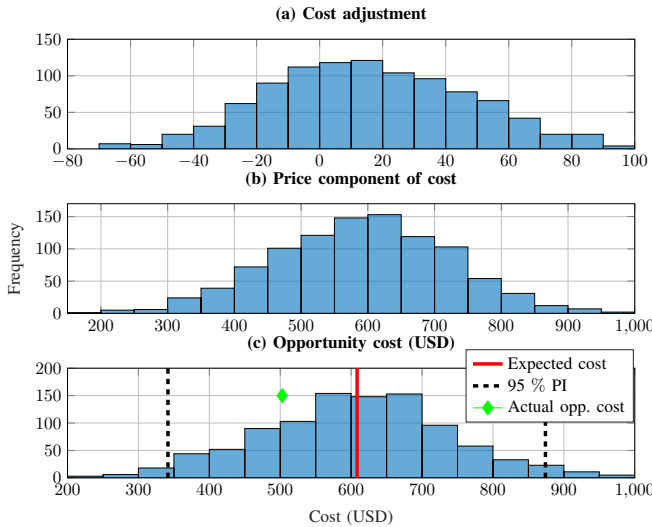 (a) Cost adjustment
150
100
50
0
−80 −60 −40 −20 0 20 40 60 80 100
(b) Price component of cost
Frequency
150
100
50
0
200 300 400 500 600 700 800 900 1,000
(c) Opportunity cost (USD)
Expected cost
95 % PI
Actual opp. cost
200
150
100
50
0
200 300 400 500 600 700 800 900 1,000
Cost (USD)